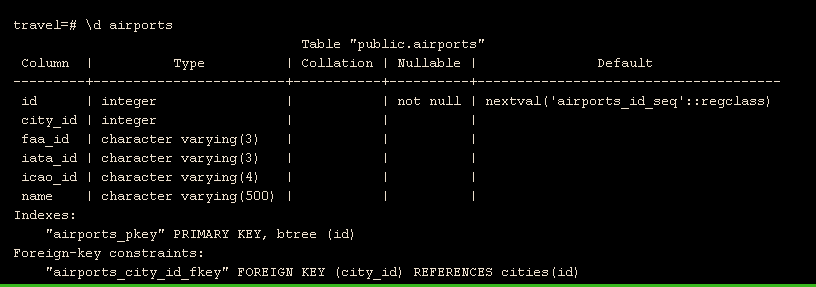 travel=# \d airports
                                     Table "public.airports"
 Column  |          Type          | Collation | Nullable |               Default
---------+------------------------+-----------+----------+--------------------------------------
 id      | integer                |           | not null | nextval('airports_id_seq'::regclass)
 city_id | integer                |           |          |
 faa_id  | character varying(3)   |           |          |
 iata_id | character varying(3)   |           |          |
 icao_id | character varying(4)   |           |          |
 name    | character varying(500) |           |          |
Indexes:
    "airports_pkey" PRIMARY KEY, btree (id)
Foreign-key constraints:
    "airports_city_id_fkey" FOREIGN KEY (city_id) REFERENCES cities(id)